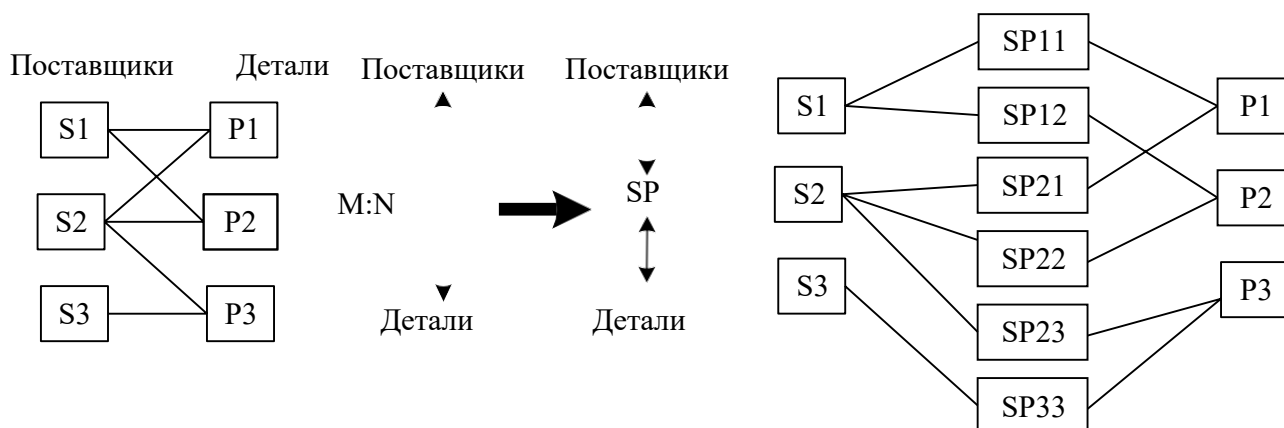 Поставщики
Детали
S1
P1
S2
P2
S3
P3
Поставщики
M:N
Детали
Поставщики
SP
Детали
S1
S2
S3
SP11
SP12
SP21
SP22
SP23
SP33
P1
P2
P3